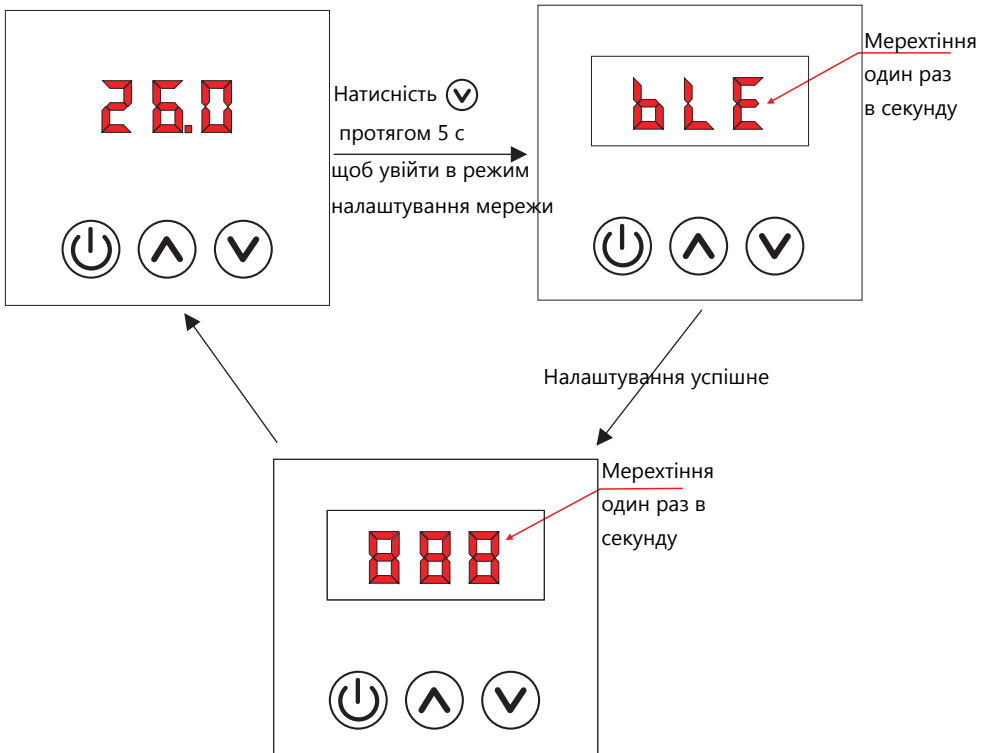 26.0
Натисність
протягом 5 с
щоб увійти в режим
налаштування мережи
bLE
Мерехтіння
один раз
в секунду
Налаштування успішне
888
Мерехтіння
один раз в
секунду